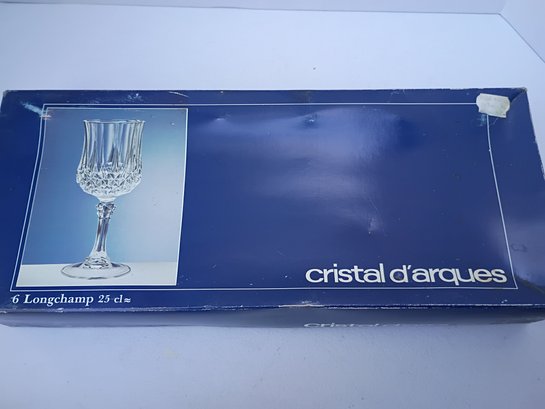 cristal d'arques
6 Longchamp 25 cl≈